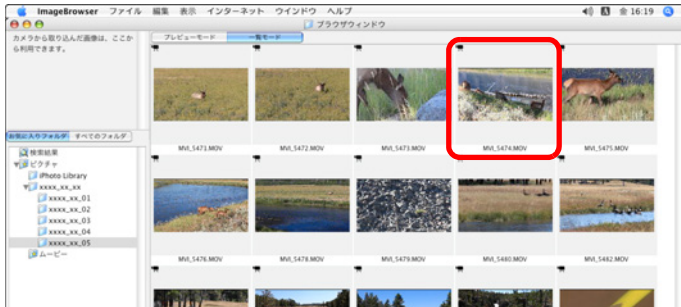 ImageBrowser ファイル 編集 表示 インターネット ウインドウ ヘルプ 金 16:19
ブラウザウィンドウ
カメラから取り込んだ画像は、ここか
ら利用できます。
プレビューモード 一覧モード
お気に入りフォルダ すべてのフォルダ
検索結果
ピクチャ
iPhoto Library
xxxx_xx_xx
xxxx_xx_01
xxxx_xx_02
xxxx_xx_03
xxxx_xx_04
xxxx_xx_05
ムービー
MVI_5471.MOV MVI_5472.MOV MVI_5473.MOV MVI_5474.MOV MVI_5475.MOV
MVI_5476.MOV MVI_5478.MOV MVI_5479.MOV MVI_5480.MOV MVI_5482.MOV